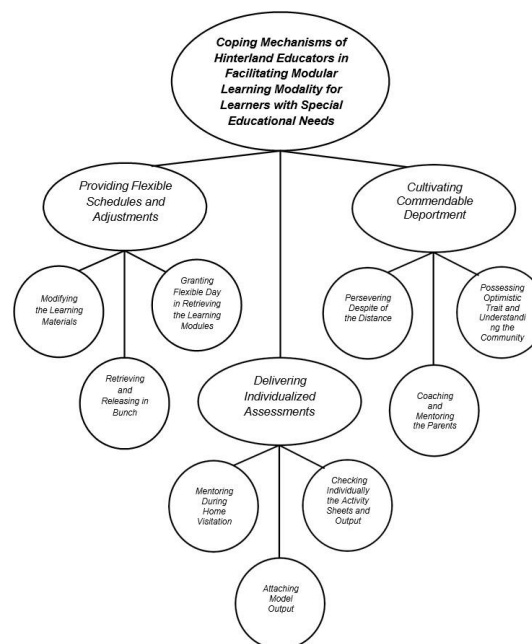 Coping Mechanisms of
Hinterland Educators in
Facilitating Modular
Learning Modality for
Learners with Special
Educational Needs
Providing Flexible
Schedules and
Adjustments
Cultivating
Commendable
Deportment
Modifying
the Learning
Materials
Granting
Flexible Day
in Retrieving
the Learning
Modules
Retrieving
and
Releasing in
Bunch
Persevering
Despite of
the Distance
Possessing
Optimistic
Trait and
Understandi
ng the
Community
Coaching
and
Mentoring
the Parents
Delivering
Individualized
Assessments
Mentoring
During
Home
Visitation
Checking
Individually
the Activity
Sheets and
Output
Attaching
Model
Output